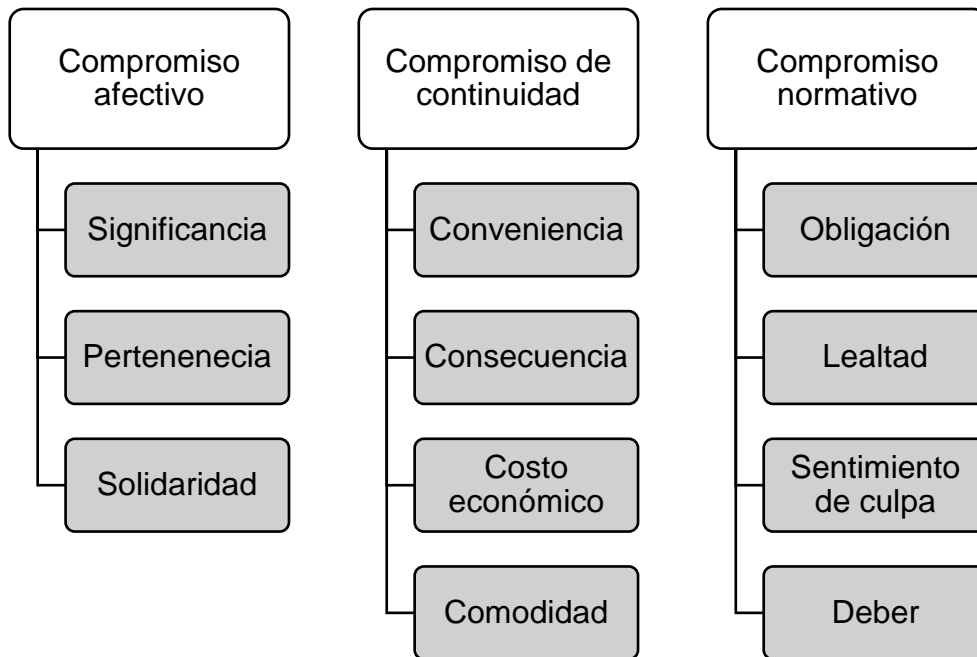 Compromiso
afectivo
Significancia
Pertenenecia
Solidaridad
Compromiso de
continuidad
Conveniencia
Consecuencia
Costo
económico
Comodidad
Compromiso
normativo
Obligación
Lealtad
Sentimiento
de culpa
Deber